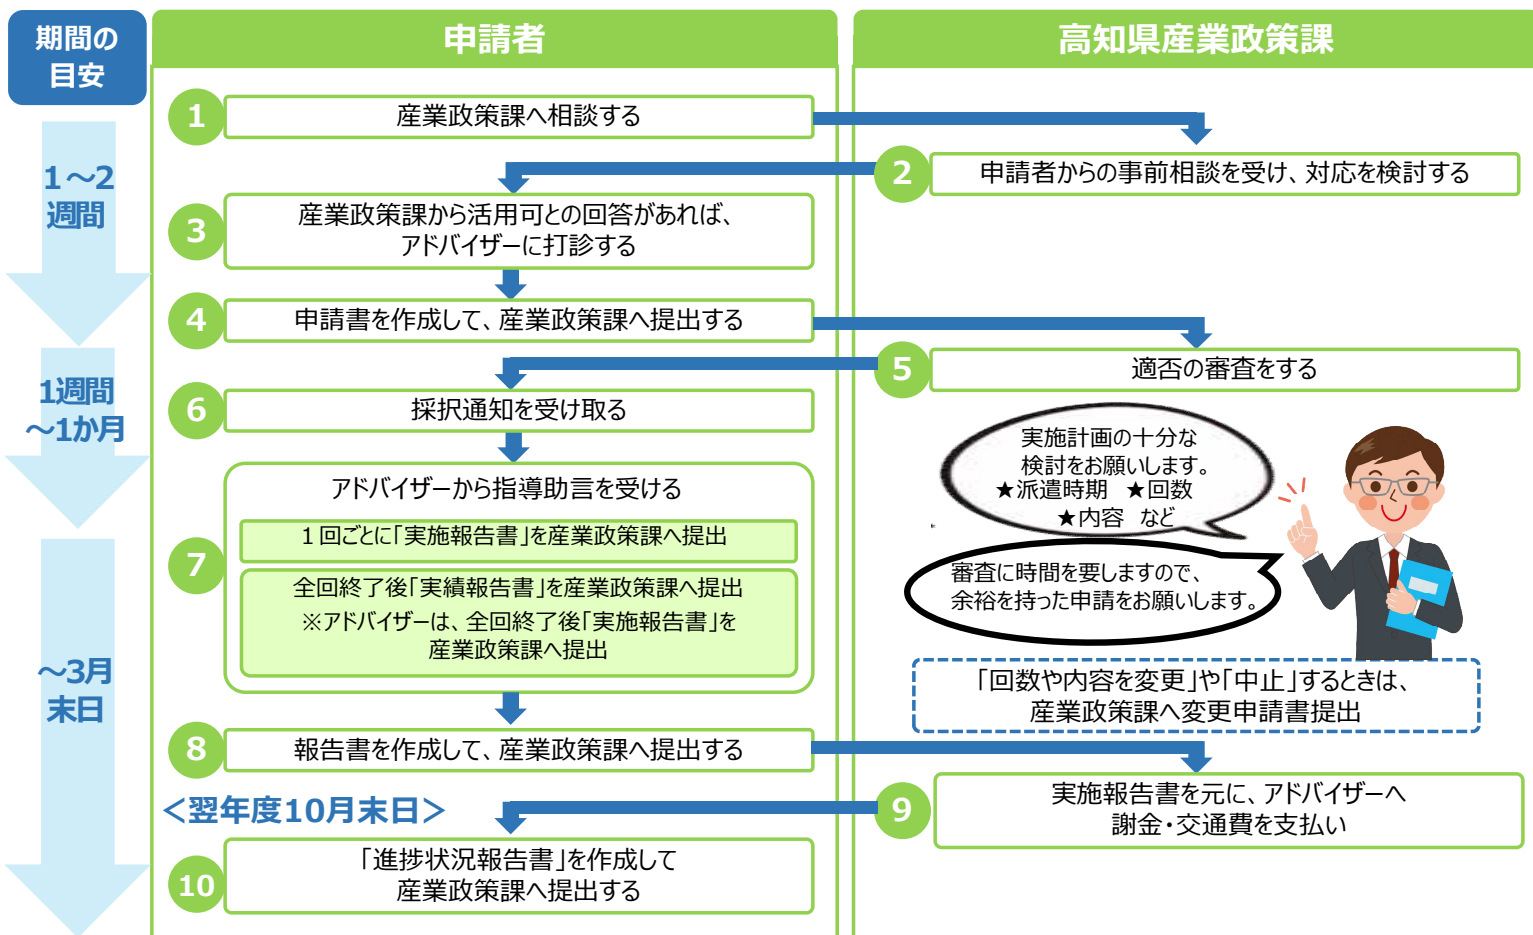 期間の
目安
申請者
高知県産業政策課
1～2
週間
1 産業政策課へ相談する
2 申請者からの事前相談を受け、対応を検討する
3 産業政策課から活用可との回答があれば、
アドバイザーに打診する
4 申請書を作成して、産業政策課へ提出する
1週間
～1か月
5 適否の審査をする
6 採択通知を受け取る
実施計画の十分な
検討をお願いします。
★派遣時期 ★回数
★内容 など
審査に時間を要しますので、
余裕を持った申請をお願いします。
～3月
末日
7 アドバイザーから指導助言を受ける
１回ごとに「実施報告書」を産業政策課へ提出
全回終了後「実績報告書」を産業政策課へ提出
※アドバイザーは、全回終了後「実施報告書」を
産業政策課へ提出
「回数や内容を変更」や「中止」するときは、
産業政策課へ変更申請書提出
8 報告書を作成して、産業政策課へ提出する
9 実施報告書を元に、アドバイザーへ
謝金・交通費を支払い
＜翌年度10月末日＞
10 「進捗状況報告書」を作成して
産業政策課へ提出する